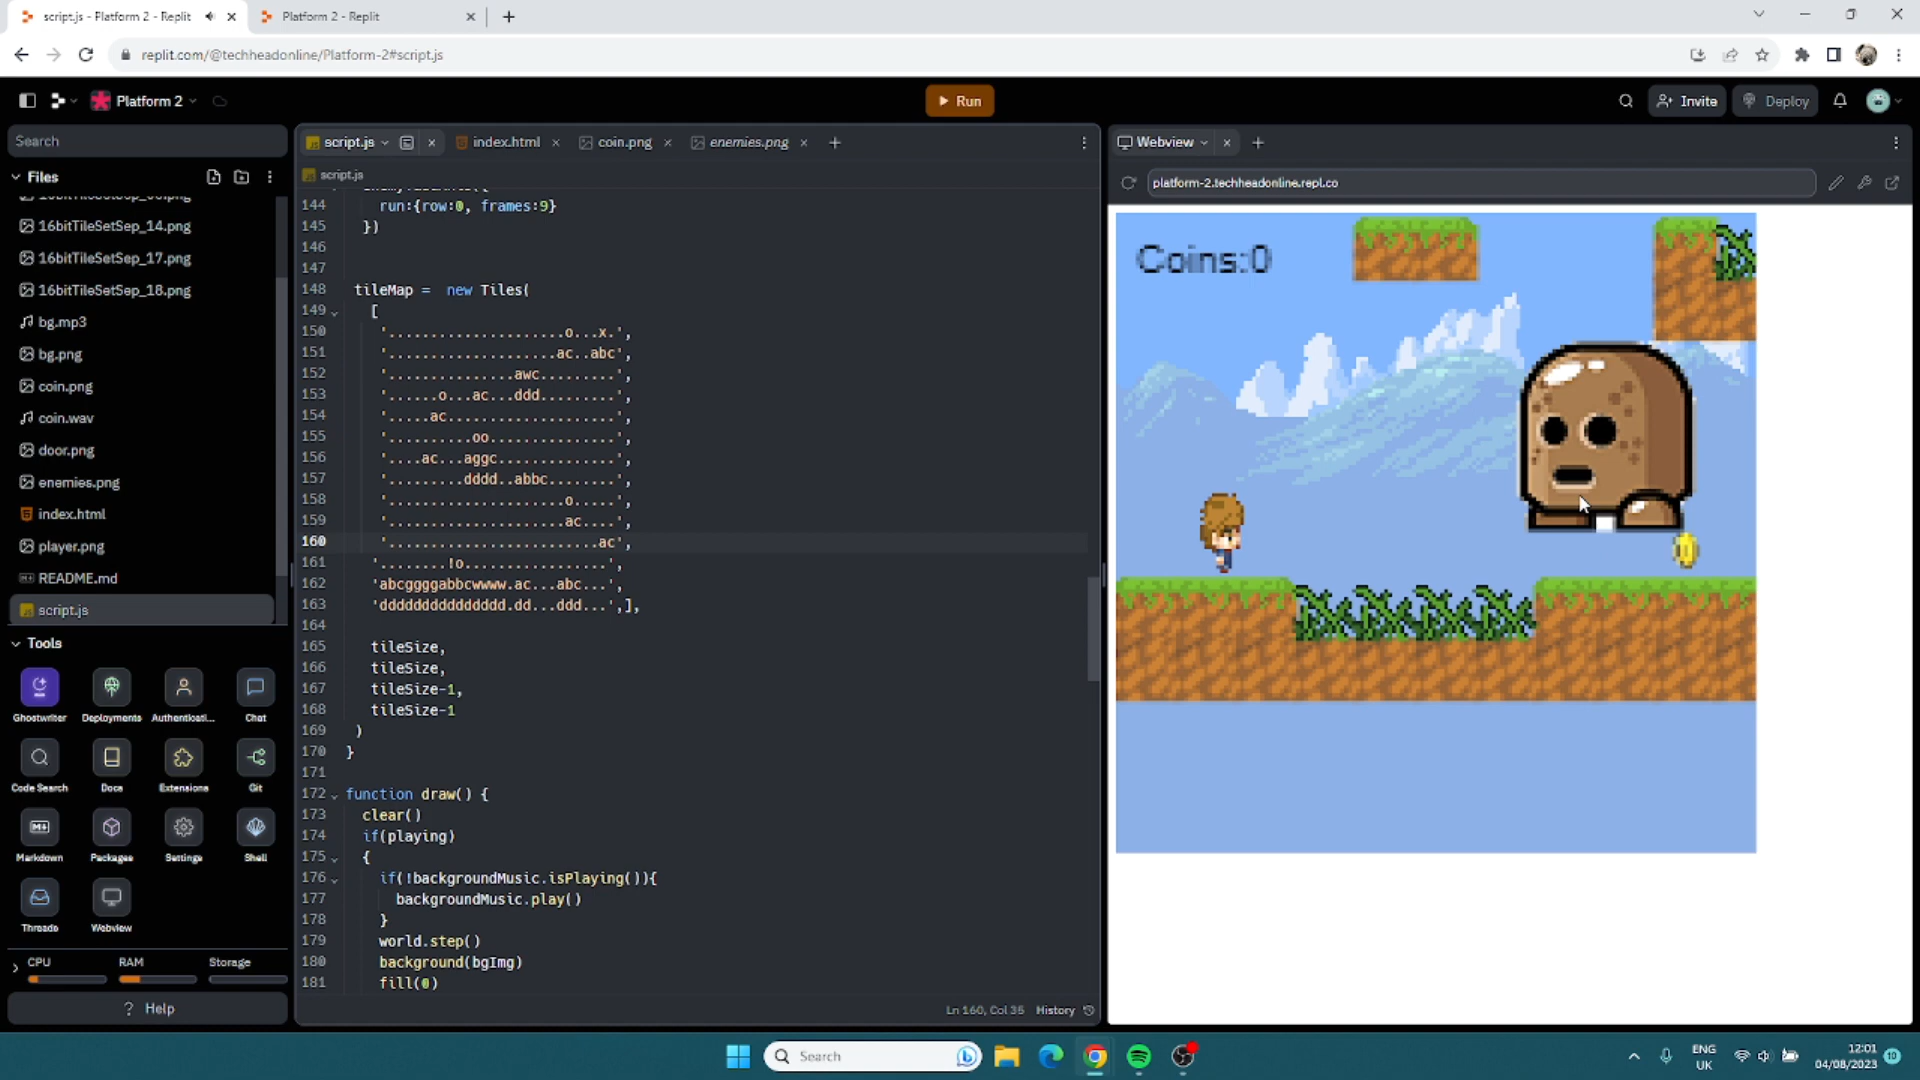 script.js - Platform 2 - Replit
Platform 2 - Replit
replit.com/@techheadonline/Platform-2#script.js
Platform 2
Run
Invite
Deploy
Search
script.js
index.html
coin.png
enemies.png
Webview
Files
script.js
platform-2.techheadonline.repl.co
16bitTileSetSep_14.png
16bitTileSetSep_17.png
16bitTileSetSep_18.png
bg.mp3
bg.png
coin.png
coin.wav
door.png
enemies.png
index.html
player.png
README.md
script.js
Tools
Ghostwriter
Deployments
Authenticati...
Chat
Code Search
Docs
Extensions
Git
Markdown
Packages
Settings
Shell
Threads
Webview
CPU
RAM
Storage
? Help
144 run:{row:0, frames:9}
145 })
146
147
148 tileMap = new Tiles(
149 [
150 '.....................o...x.',
151 '....................ac..abc',
152 '...............awc.........',
153 '......o...ac...ddd.........',
154 '.....ac....................',
155 '..........oo...............',
156 '....ac...aggc..............',
157 '.........dddd..abbc........',
158 '.....................o.....',
159 '.....................ac....',
160 '.........................ac',
161 '.........!o.................',
162 'abcggggabbcwwww.ac...abc...',
163 'ddddddddddddddd.dd...ddd...',],
164
165 tileSize,
166 tileSize,
167 tileSize-1,
168 tileSize-1
169 )
170 }
171
172 function draw() {
173 clear()
174 if(playing)
175 {
176 if(!backgroundMusic.isPlaying()){
177 backgroundMusic.play()
178 }
179 world.step()
180 background(bgImg)
181 fill(0)
Ln 160, Col 35 History
Coins:0
Search
ENG
UK
12:01
04/08/2023
10